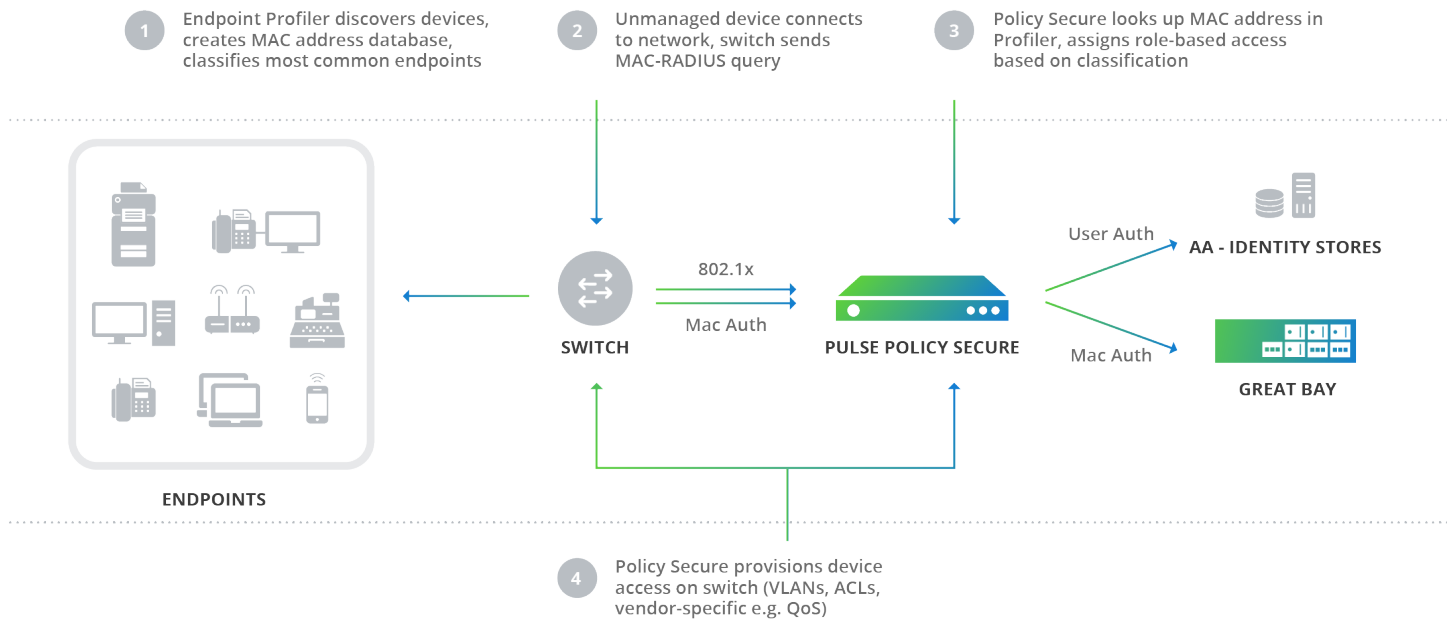 1
Endpoint Profiler discovers devices,
creates MAC address database,
classifies most common endpoints
2
Unmanaged device connects
to network, switch sends
MAC-RADIUS query
3
Policy Secure looks up MAC address in
Profiler, assigns role-based access
based on classification
ENDPOINTS
SWITCH
802.1x
Mac Auth
PULSE POLICY SECURE
User Auth
AA - IDENTITY STORES
Mac Auth
GREAT BAY
4
Policy Secure provisions device
access on switch (VLANs, ACLs,
vendor-specific e.g. QoS)